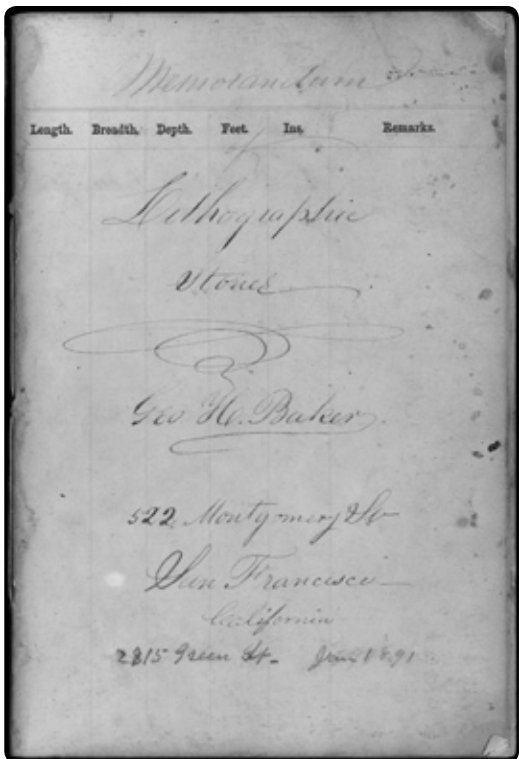 Memorandum
Length. Breadth. Depth. Feet. Ins. Remarks.
Lithographic
Stones
Geo. H. Baker
522 Montgomery St
San Francisco
California
2815 Green St. 1891